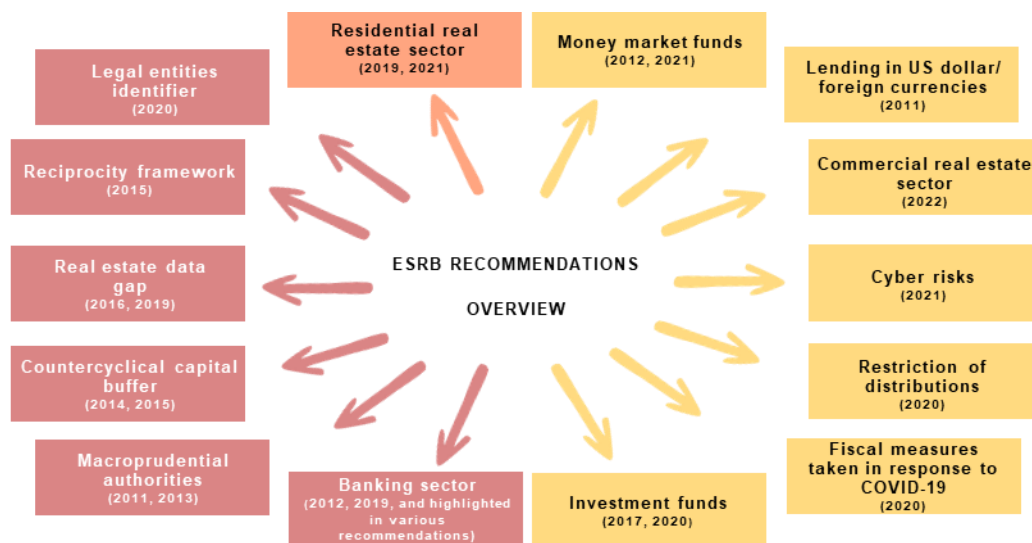 Residential real
estate sector
(2019, 2021)
Money market funds
(2012, 2021)
Legal entities
identifier
(2020)
Lending in US dollar/
foreign currencies
(2011)
Reciprocity framework
(2015)
Commercial real estate
sector
(2022)
Real estate data
gap
(2016, 2019)
ESRB RECOMMENDATIONS
OVERVIEW
Cyber risks
(2021)
Countercyclical capital
buffer
(2014, 2015)
Restriction of
distributions
(2020)
Macroprudential
authorities
(2011, 2013)
Banking sector
(2012, 2019, and highlighted
in various
recommendations)
Investment funds
(2017, 2020)
Fiscal measures
taken in response to
COVID-19
(2020)